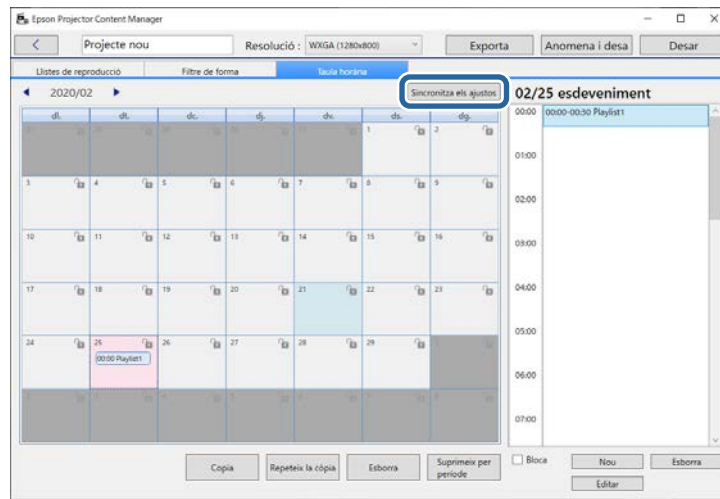 Epson Projector Content Manager
Projecte nou
Resolució : WXGA (1280x800)
Exporta
Anomena i desa
Desar
Llistes de reproducció
Filtre de forma
Taula horària
2020/02
Sincronitza els ajustos
02/25 esdeveniment
dl. dt. dc. dj. dv. ds. dg.
1 2
3 4 5 6 7 8 9
10 11 12 13 14 15 16
17 18 19 20 21 22 23
24 25 26 27 28 29
00:00 Playlist1
00:00 00:00-00:30 Playlist1
01:00
02:00
03:00
04:00
05:00
06:00
07:00
Copia
Repeteix la còpia
Esborra
Suprimeix per
període
Bloca
Nou
Esborra
Editar